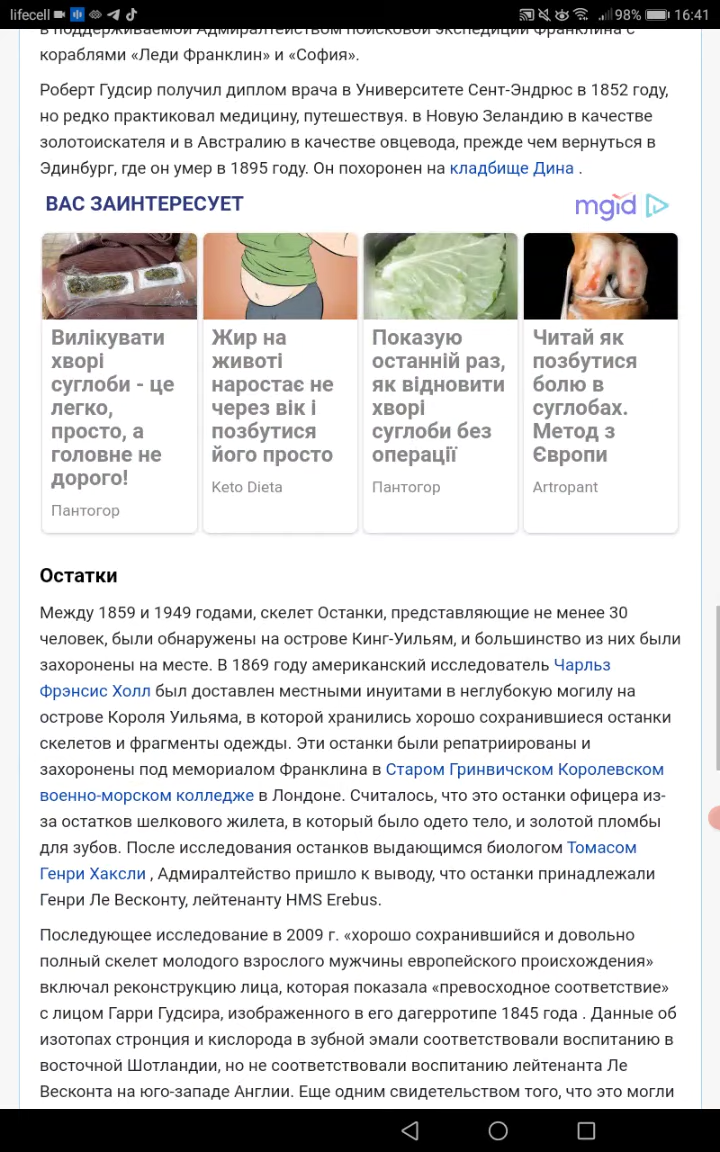 lifecell 98% 16:41
в поддерживаемой Адмиралтейством поисковой экспедиции Франклина с
кораблями «Леди Франклин» и «София».
Роберт Гудсир получил диплом врача в Университете Сент-Эндрюс в 1852 году,
но редко практиковал медицину, путешествуя. в Новую Зеландию в качестве
золотоискателя и в Австралию в качестве овцевода, прежде чем вернуться в
Эдинбург, где он умер в 1895 году. Он похоронен на кладбище Дина .
ВАС ЗАИНТЕРЕСУЕТ
mgid
Вилікувати
хворі
суглоби - це
легко,
просто, а
головне не
дорого!
Пантогор
Жир на
животі
наростає не
через вік і
позбутися
його просто
Keto Dieta
Показую
останній раз,
як відновити
хворі
суглоби без
операції
Пантогор
Читай як
позбутися
болю в
суглобах.
Метод з
Європи
Artropant
Остатки
Между 1859 и 1949 годами, скелет Останки, представляющие не менее 30
человек, были обнаружены на острове Кинг-Уильям, и большинство из них были
захоронены на месте. В 1869 году американский исследователь Чарльз
Фрэнсис Холл был доставлен местными инуитами в неглубокую могилу на
острове Короля Уильяма, в которой хранились хорошо сохранившиеся останки
скелетов и фрагменты одежды. Эти останки были репатриированы и
захоронены под мемориалом Франклина в Старом Гринвичском Королевском
военно-морском колледже в Лондоне. Считалось, что это останки офицера из-
за остатков шелкового жилета, в который было одето тело, и золотой пломбы
для зубов. После исследования останков выдающимся биологом Томасом
Генри Хаксли , Адмиралтейство пришло к выводу, что останки принадлежали
Генри Ле Весконту, лейтенанту HMS Erebus.
Последующее исследование в 2009 г. «хорошо сохранившийся и довольно
полный скелет молодого взрослого мужчины европейского происхождения»
включал реконструкцию лица, которая показала «превосходное соответствие»
с лицом Гарри Гудсира, изображенного в его дагерротипе 1845 года . Данные об
изотопах стронция и кислорода в зубной эмали соответствовали воспитанию в
восточной Шотландии, но не соответствовали воспитанию лейтенанта Ле
Весконта на юго-западе Англии. Еще одним свидетельством того, что это могли